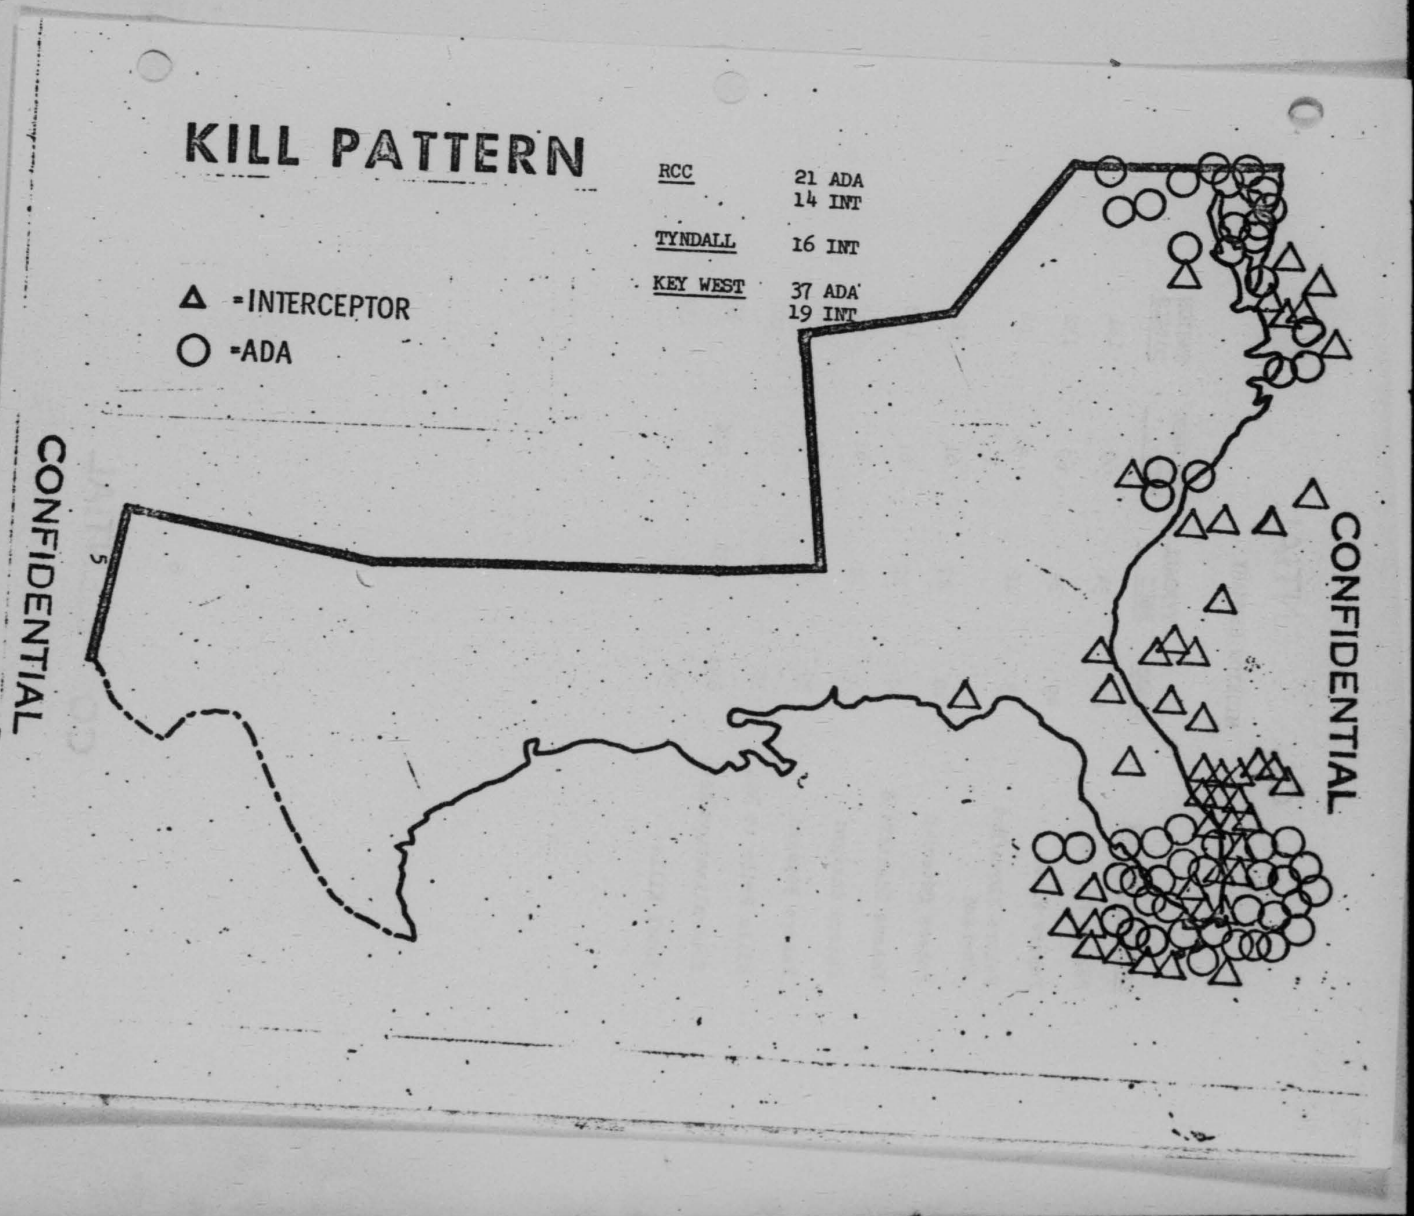 KILL PATTERN
RCC 21 ADA
14 INT
TYNDALL 16 INT
KEY WEST 37 ADA
19 INT
△ =INTERCEPTOR
○ =ADA
CONFIDENTIAL
5
CONFIDENTIAL